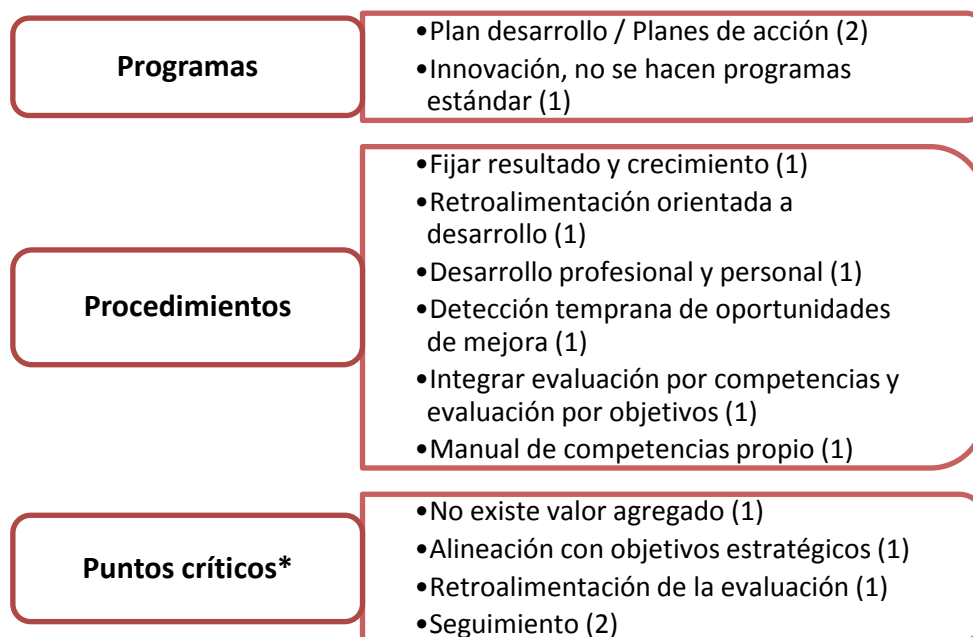 Programas
•Plan desarrollo / Planes de acción (2)
•Innovación, no se hacen programas
estándar (1)
Procedimientos
•Fijar resultado y crecimiento (1)
•Retroalimentación orientada a
desarrollo (1)
•Desarrollo profesional y personal (1)
•Detección temprana de oportunidades
de mejora (1)
•Integrar evaluación por competencias y
evaluación por objetivos (1)
•Manual de competencias propio (1)
Puntos críticos*
•No existe valor agregado (1)
•Alineación con objetivos estratégicos (1)
•Retroalimentación de la evaluación (1)
•Seguimiento (2)